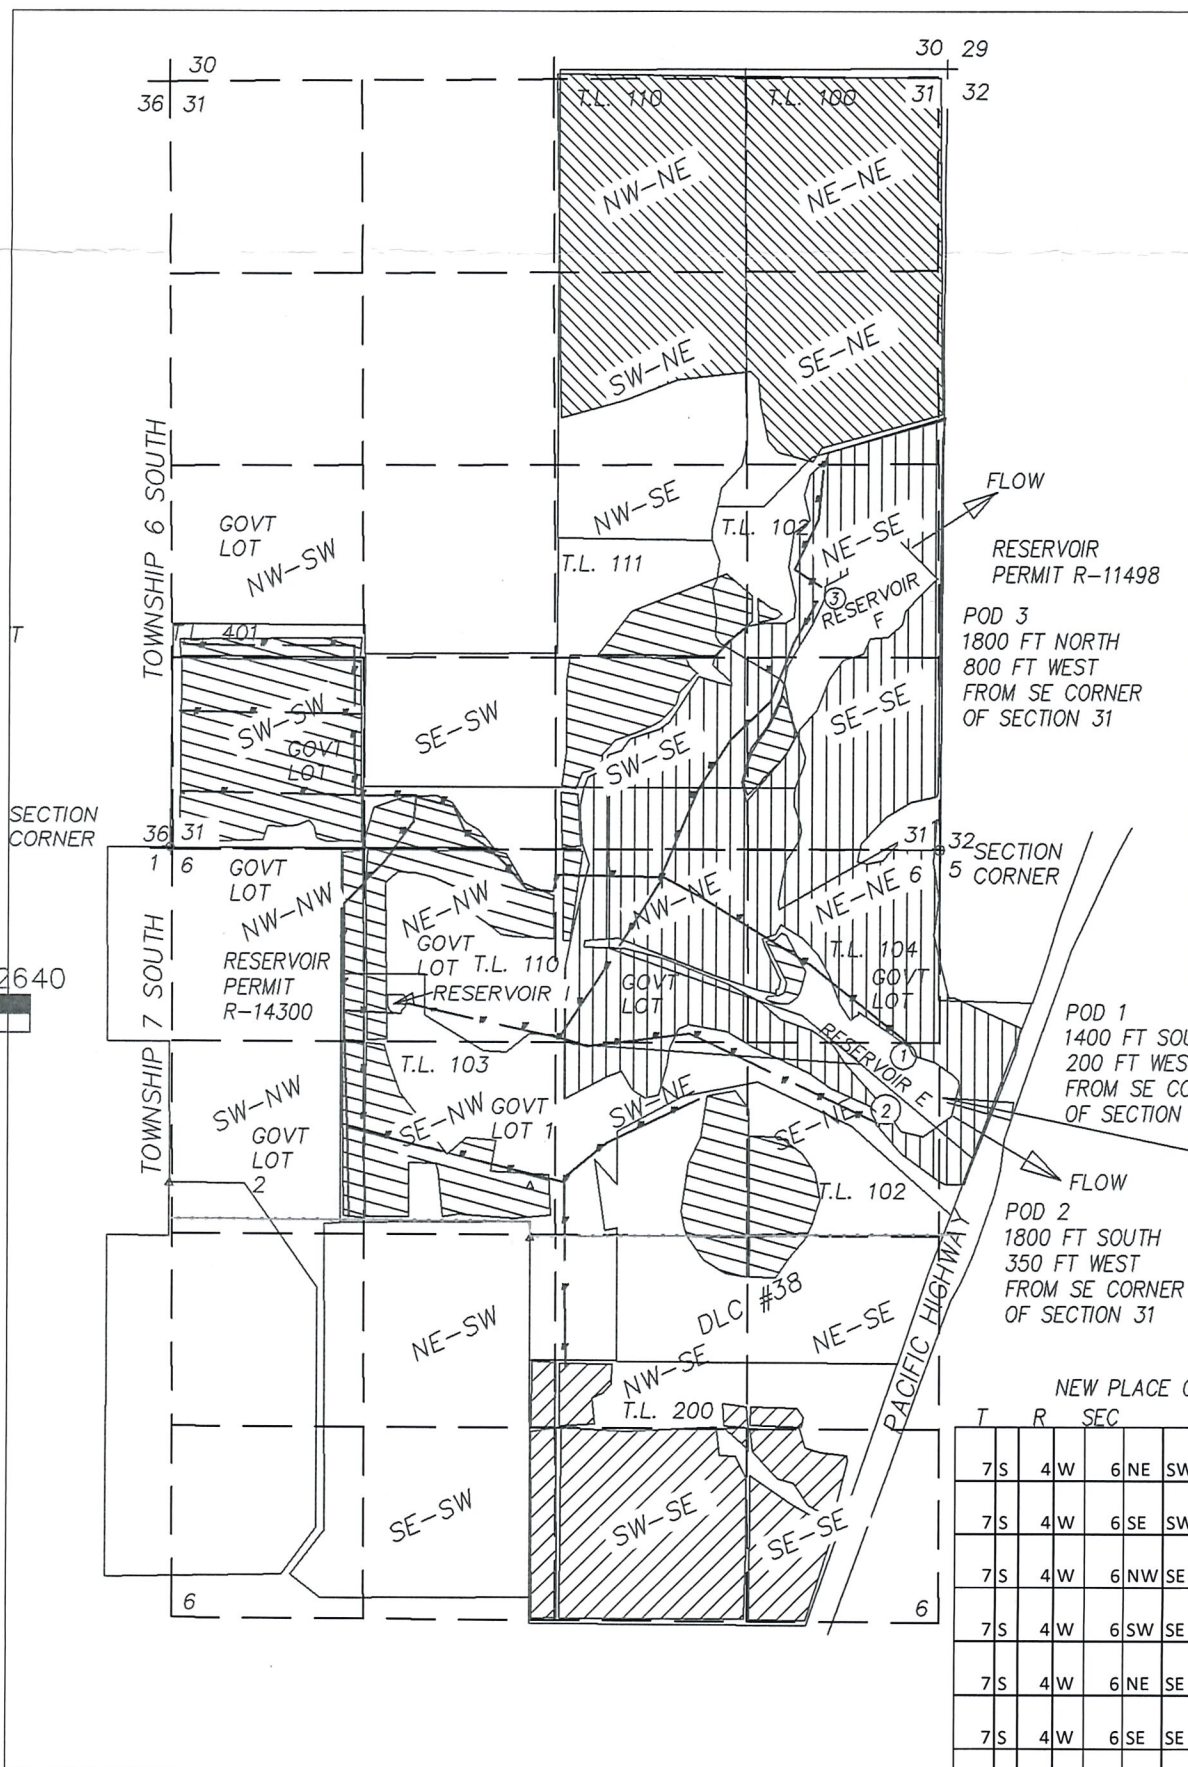 30
30 29
36 31
T.L. 110
T.L. 100
31 32
NW-NE
NE-NE
SW-NE
SE-NE
TOWNSHIP 6 SOUTH
FLOW
NW-SE
GOVT
LOT
T.L. 102
NE-SE
NW-SW
T.L. 111
RESERVOIR
PERMIT R-11498
3
RESERVOIR
F
POD 3
1800 FT NORTH
800 FT WEST
FROM SE CORNER
OF SECTION 31
T
T.L. 401
SW-SW
SE-SW
SE-SE
GOVT
LOT
SW-SE
SECTION
CORNER
36 31
1 6
31 32
6 5
SECTION
CORNER
GOVT
LOT
NW-NW
NE-NW
NW-NE
NE-NE
GOVT
LOT T.L. 110
T.L. 104
RESERVOIR
PERMIT
R-14300
RESERVOIR I
GOVT
LOT
GOVT
LOT
2640
TOWNSHIP 7 SOUTH
POD 1
1400 FT SOU
200 FT WES
FROM SE CO
OF SECTION
RESERVOIR E
1
2
T.L. 103
SW-NW
SE-NW
GOVT
LOT 1
SW-NE
SE-NE
GOVT
LOT
2
T.L. 102
FLOW
POD 2
1800 FT SOUTH
350 FT WEST
FROM SE CORNER
OF SECTION 31
PACIFIC HIGHWAY
DLC #38
NE-SW
NE-SE
NW-SE
T.L. 200
SE-SW
SW-SE
SE-SE
6
6
NEW PLACE O
T R SEC
7 S 4 W 6 NE SW
7 S 4 W 6 SE SW
7 S 4 W 6 NW SE
7 S 4 W 6 SW SE
7 S 4 W 6 NE SE
7 S 4 W 6 SE SE